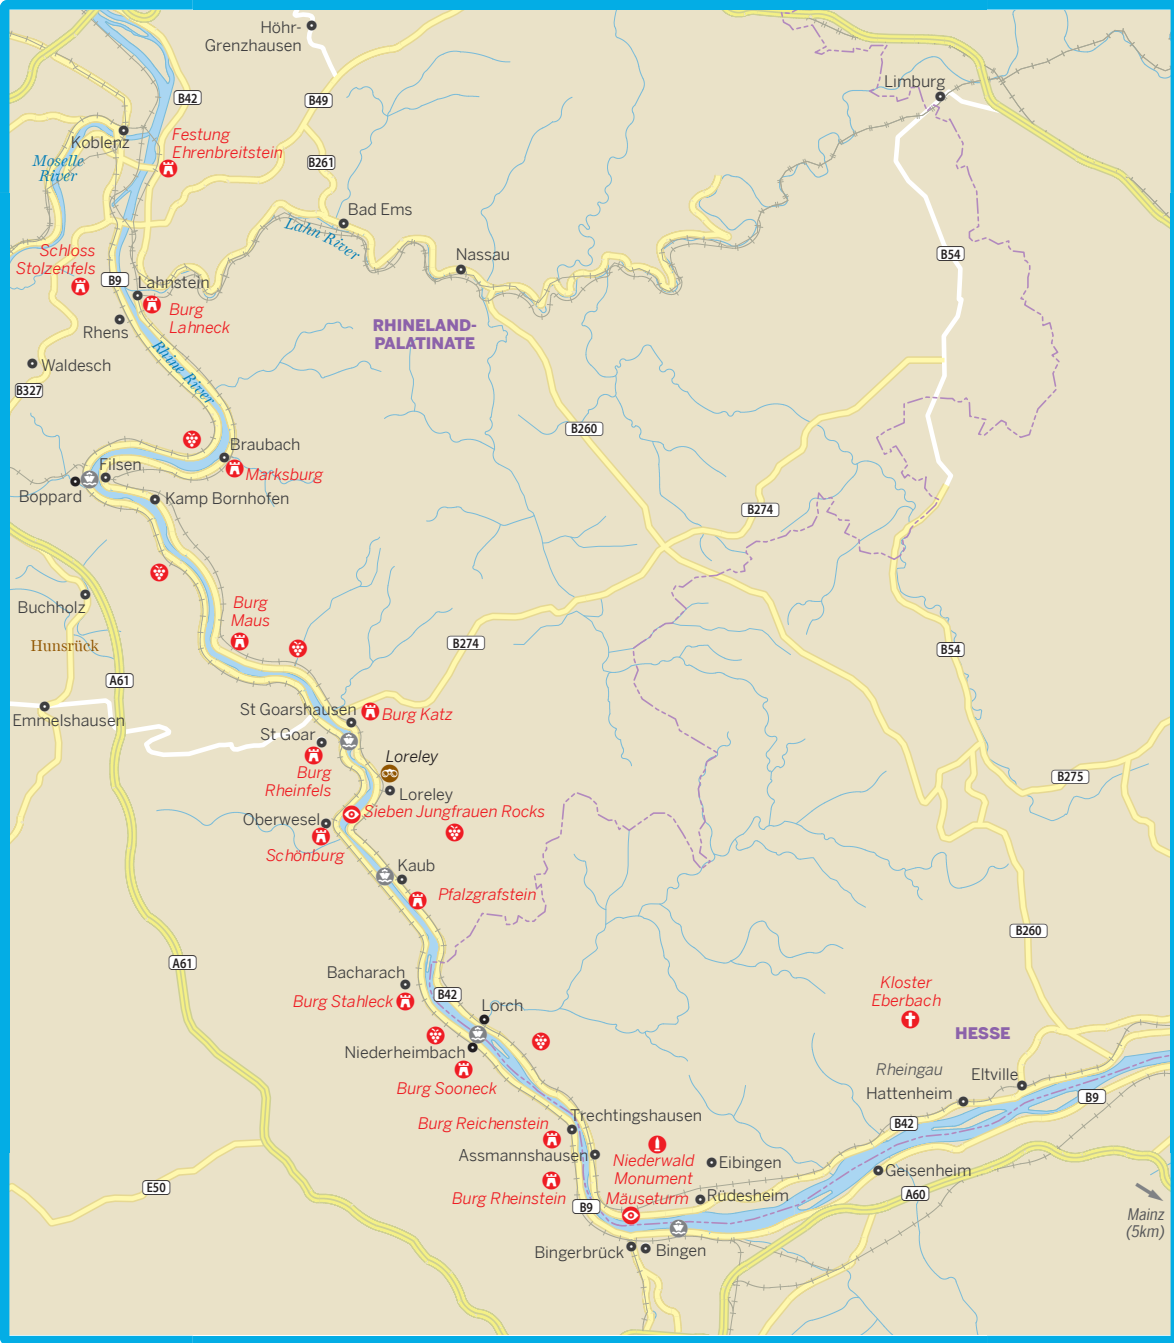 Höhr-
Grenzhausen
Limburg
B42
B49
Koblenz
Festung
Ehrenbreitstein
Moselle
River
B261
Bad Ems
Lahn River
Nassau
Schloss
Stolzenfels
B9
Lahnstein
B54
Burg
Lahneck
Rhens
RHINELAND-
PALATINATE
Rhine River
Waldesch
B327
B260
Braubach
Filsen
Marksburg
Boppard
Kamp Bornhofen
B274
Buchholz
Burg
Maus
Hunsrück
B274
B54
A61
St Goarshausen
Burg Katz
Emmelshausen
St Goar
Loreley
Burg
Rheinfels
Loreley
B275
Sieben Jungfrauen Rocks
Oberwesel
Schönburg
Kaub
Pfalzgrafstein
B260
A61
Bacharach
Kloster
Eberbach
B42
Burg Stahleck
Lorch
HESSE
Niederheimbach
Rheingau
Eltville
Burg Sooneck
Hattenheim
B9
Trechtingshausen
Burg Reichenstein
B42
Assmannshausen
Niederwald
Monument
Eibingen
Geisenheim
E50
Burg Rheinstein
Mäuseturm
Rüdesheim
A60
B9
Mainz
(5km)
Bingerbrück
Bingen